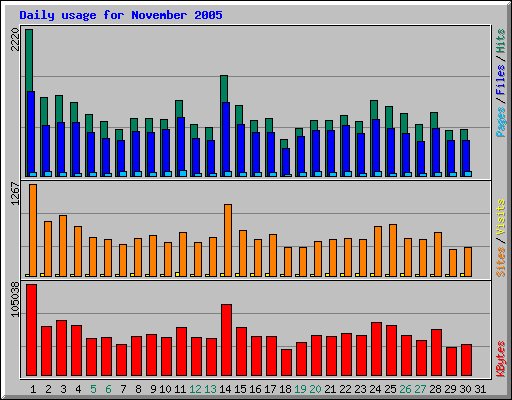 Daily usage for November 2005
2220
Pages / Files / Hits
1267
Sites / Visits
105038
KBytes
1 2 3 4 5 6 7 8 9 10 11 12 13 14 15 16 17 18 19 20 21 22 23 24 25 26 27 28 29 30 31